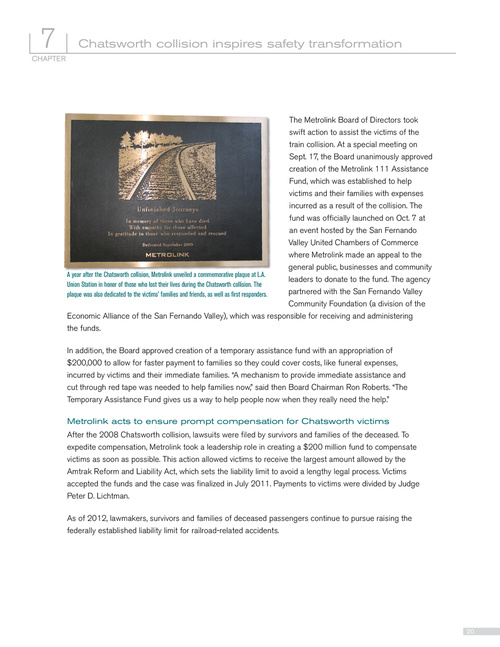 7
CHAPTER
Chatsworth collision inspires safety transformation
Unfinished Journeys
In memory of those who have died
With empathy for those affected
In gratitude to those who responded and rescued
Dedicated September 2009
METROLINK
A year after the Chatsworth collision, Metrolink unveiled a commemorative plaque at L.A.
Union Station in honor of those who lost their lives during the Chatsworth collision. The
plaque was also dedicated to the victims' families and friends, as well as first responders.
The Metrolink Board of Directors took
swift action to assist the victims of the
train collision. At a special meeting on
Sept. 17, the Board unanimously approved
creation of the Metrolink 111 Assistance
Fund, which was established to help
victims and their families with expenses
incurred as a result of the collision. The
fund was officially launched on Oct. 7 at
an event hosted by the San Fernando
Valley United Chambers of Commerce
where Metrolink made an appeal to the
general public, businesses and community
leaders to donate to the fund. The agency
partnered with the San Fernando Valley
Community Foundation (a division of the
Economic Alliance of the San Fernando Valley), which was responsible for receiving and administering
the funds.
In addition, the Board approved creation of a temporary assistance fund with an appropriation of
$200,000 to allow for faster payment to families so they could cover costs, like funeral expenses,
incurred by victims and their immediate families. "A mechanism to provide immediate assistance and
cut through red tape was needed to help families now," said then Board Chairman Ron Roberts. "The
Temporary Assistance Fund gives us a way to help people now when they really need the help."
Metrolink acts to ensure prompt compensation for Chatsworth victims
After the 2008 Chatsworth collision, lawsuits were filed by survivors and families of the deceased. To
expedite compensation, Metrolink took a leadership role in creating a $200 million fund to compensate
victims as soon as possible. This action allowed victims to receive the largest amount allowed by the
Amtrak Reform and Liability Act, which sets the liability limit to avoid a lengthy legal process. Victims
accepted the funds and the case was finalized in July 2011. Payments to victims were divided by Judge
Peter D. Lichtman.
As of 2012, lawmakers, survivors and families of deceased passengers continue to pursue raising the
federally established liability limit for railroad-related accidents.
20